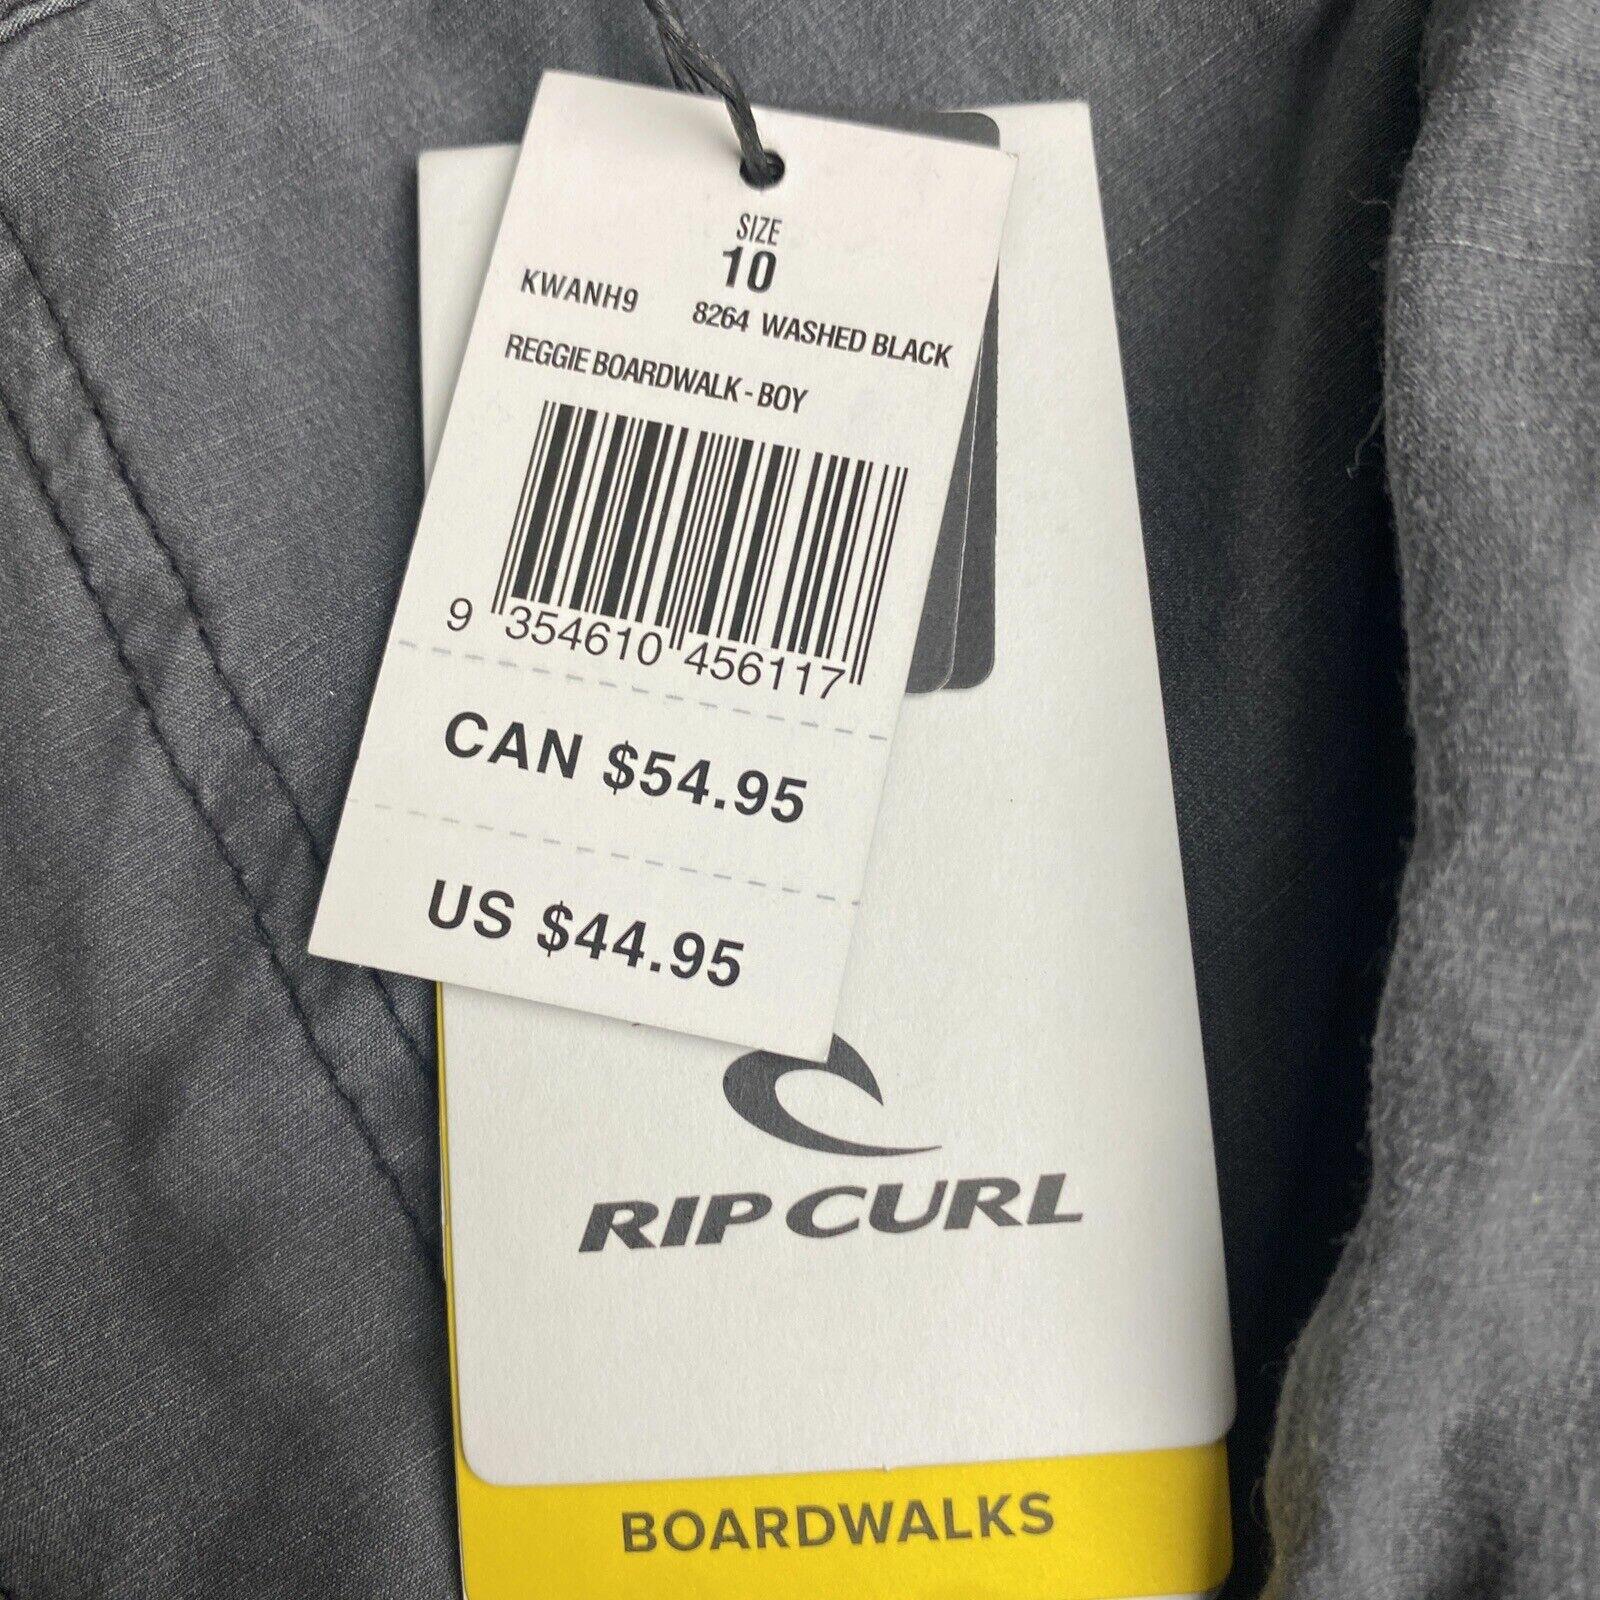 SIZE
10
KWANH9 8264 WASHED BLACK
REGGIE BOARDWALK - BOY
9 354610 456117
CAN $54.95
US $44.95
RIP CURL
BOARDWALKS